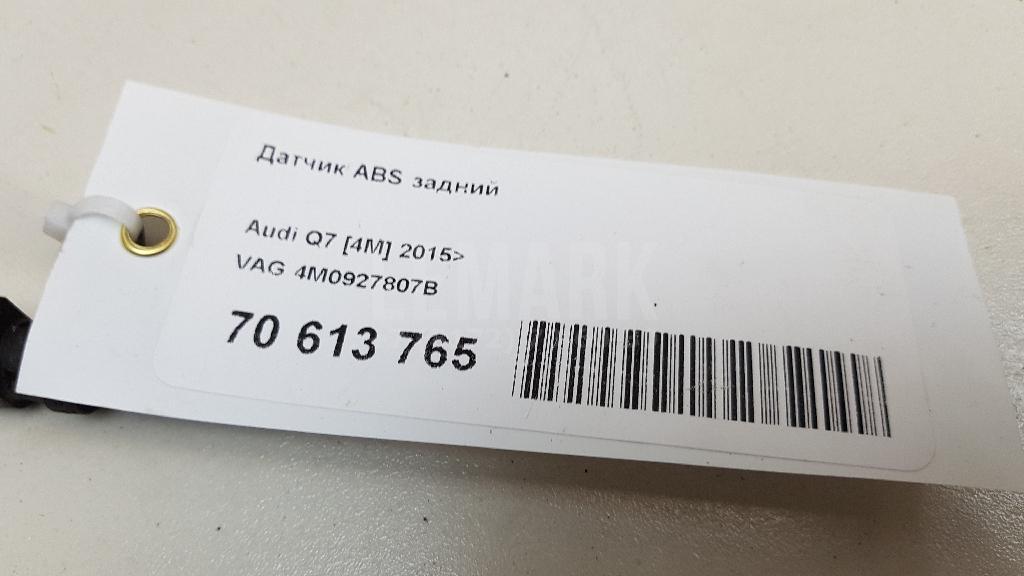 Датчик ABS задний
Audi Q7 [4M] 2015>
VAG 4M0927807B
70 613 765